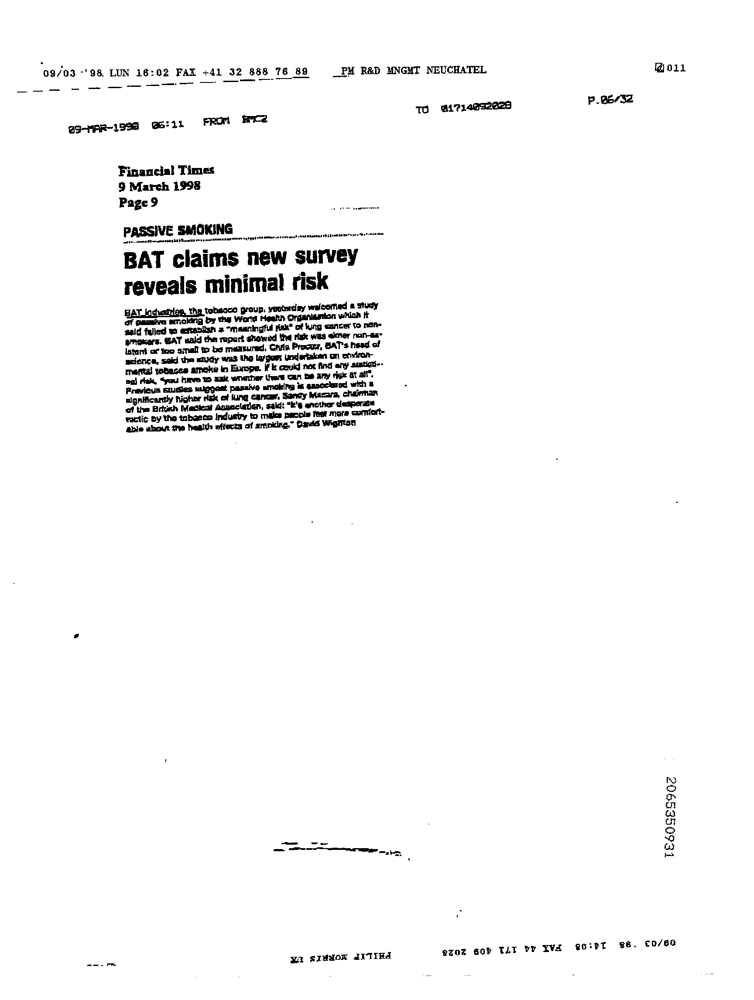 09/03 '98 LUN 16:02 FAX +41 32 888 76 89 PM R&D MNGMT NEUCHATEL 011
09-MAR-1998 06:11 FROM TO 01714092028 P.06/32
Financial Times
9 March 1998
Page 9
PASSIVE SMOKING
BAT claims new survey
reveals minimal risk
BAT Industries, the tobacco group, yesterday welcomed a study
of passive smoking by the World Health Organisation which it
said failed to establish a "meaningful risk" of lung cancer to non-
smokers. BAT said the report showed the risk was either non-ex-
istent or too small to be measured. Chris Proctor, BAT's head of
science, said the study was the largest undertaken on environ-
mental tobacco smoke in Europe. If it could not find any statisti-
cal risk, "you have to ask whether there can be any risk at all".
Previous studies suggest passive smoking is associated with a
significantly higher risk of lung cancer. Sandy Macara, chairman
of the British Medical Association, said: "It's another desperate
tactic by the tobacco industry to make people feel more comfort-
able about the health effects of smoking." David Wighton
2065350931
09/03 '98 14:08 FAX 44 171 409 2028 PHILIP MORRIS UK